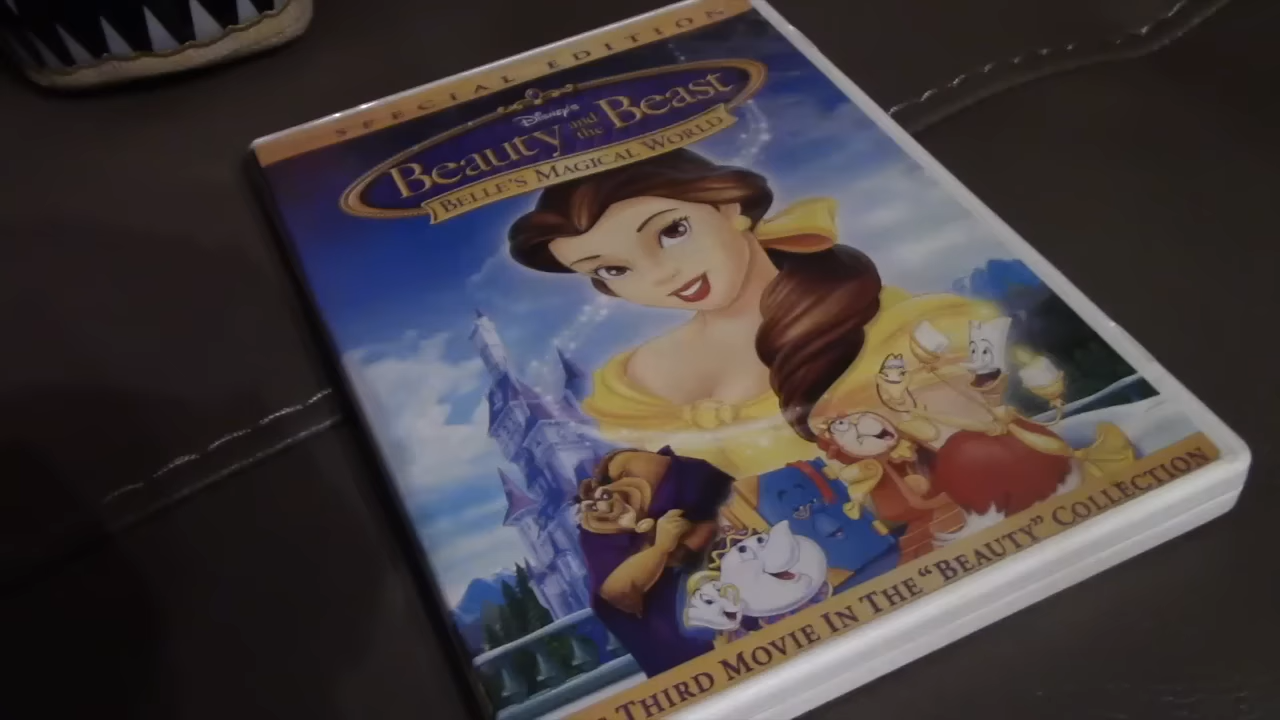 SPECIAL EDITION
Disney's
Beauty and the Beast
BELLE'S MAGICAL WORLD
THIRD MOVIE IN THE "BEAUTY" COLLECTION